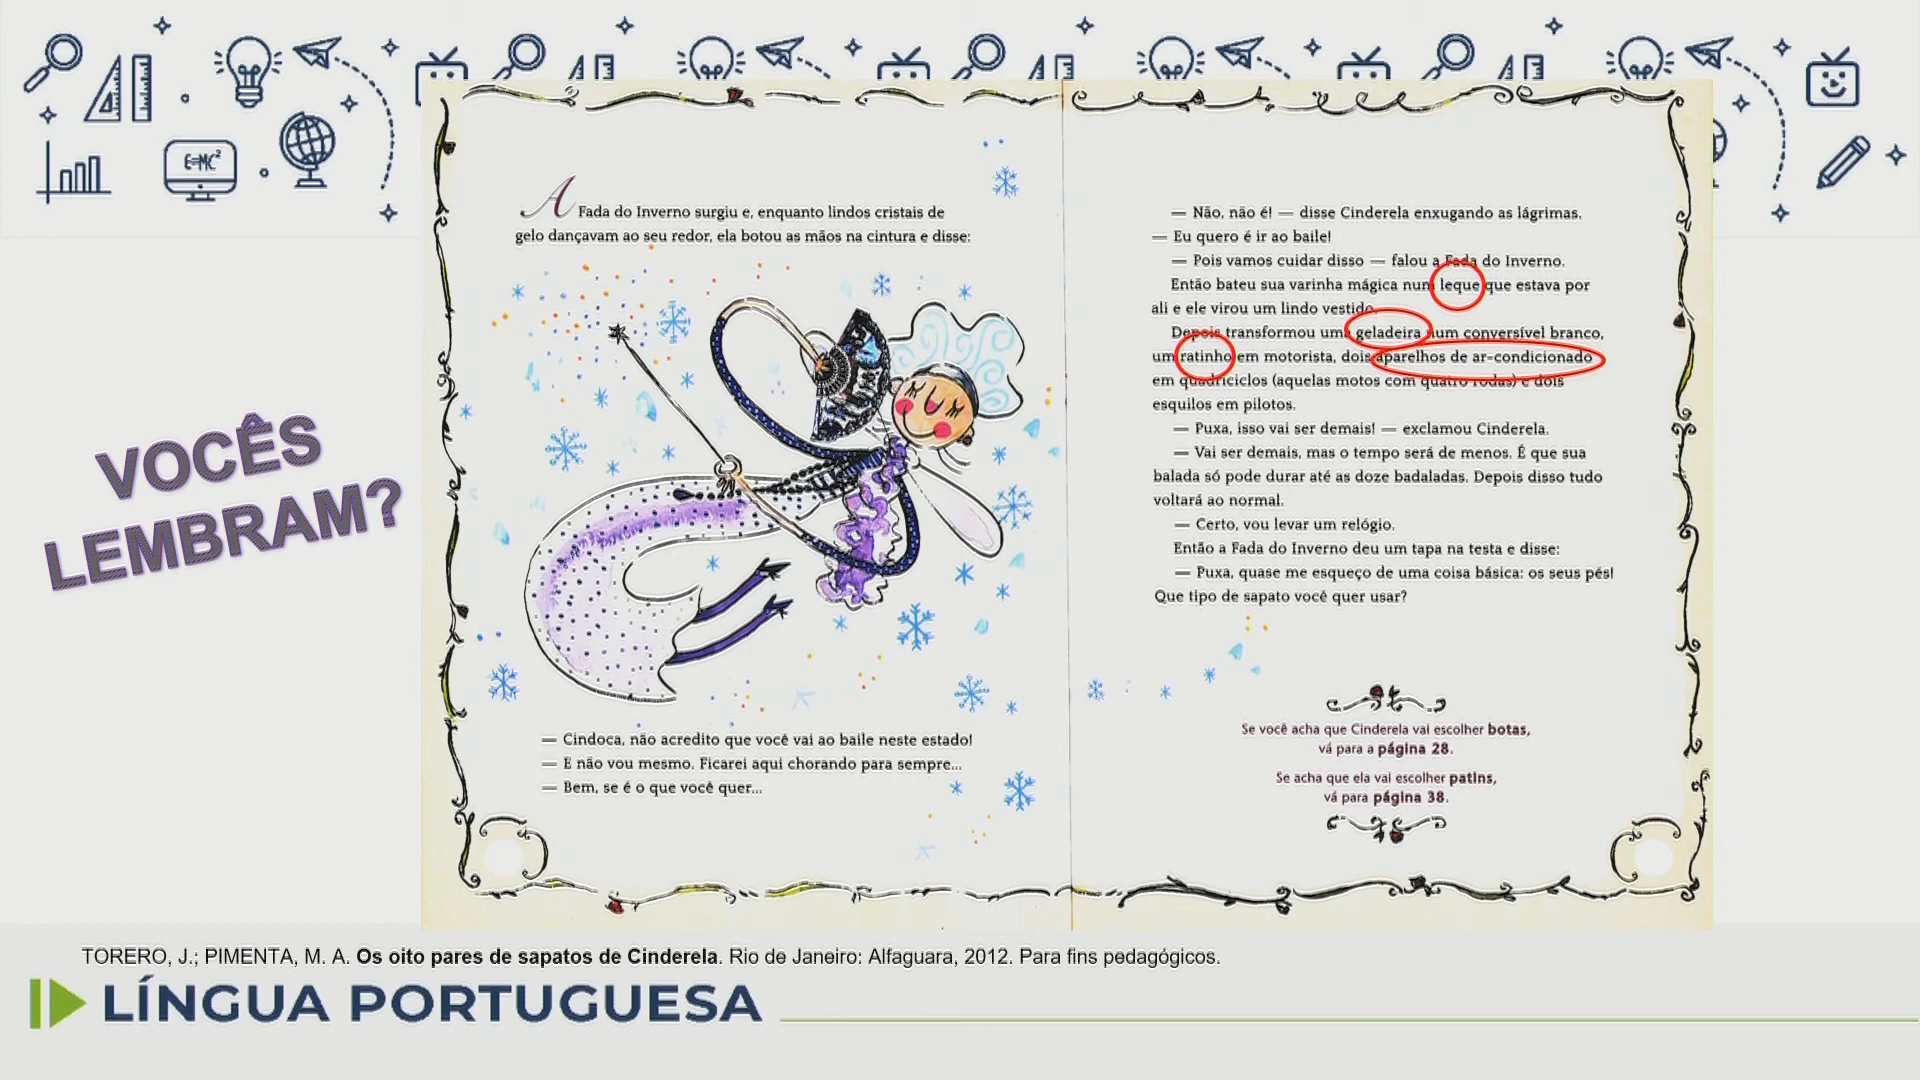 E=MC²
VOCÊS
LEMBRAM?
A Fada do Inverno surgiu e, enquanto lindos cristais de
gelo dançavam ao seu redor, ela botou as mãos na cintura e disse:
— Cindoca, não acredito que você vai ao baile neste estado!
— E não vou mesmo. Ficarei aqui chorando para sempre...
— Bem, se é o que você quer...
— Não, não é! — disse Cinderela enxugando as lágrimas.
— Eu quero é ir ao baile!
— Pois vamos cuidar disso — falou a Fada do Inverno.
Então bateu sua varinha mágica num leque que estava por
ali e ele virou um lindo vestido.
Depois transformou uma geladeira num conversível branco,
um ratinho em motorista, dois aparelhos de ar-condicionado
em quadriciclos (aquelas motos com quatro rodas) e dois
esquilos em pilotos.
— Puxa, isso vai ser demais! — exclamou Cinderela.
— Vai ser demais, mas o tempo será de menos. É que sua
balada só pode durar até as doze badaladas. Depois disso tudo
voltará ao normal.
— Certo, vou levar um relógio.
Então a Fada do Inverno deu um tapa na testa e disse:
— Puxa, quase me esqueço de uma coisa básica: os seus pés!
Que tipo de sapato você quer usar?
Se você acha que Cinderela vai escolher botas,
vá para a página 28.
Se acha que ela vai escolher patins,
vá para página 38.
TORERO, J.; PIMENTA, M. A. Os oito pares de sapatos de Cinderela. Rio de Janeiro: Alfaguara, 2012. Para fins pedagógicos.
LÍNGUA PORTUGUESA